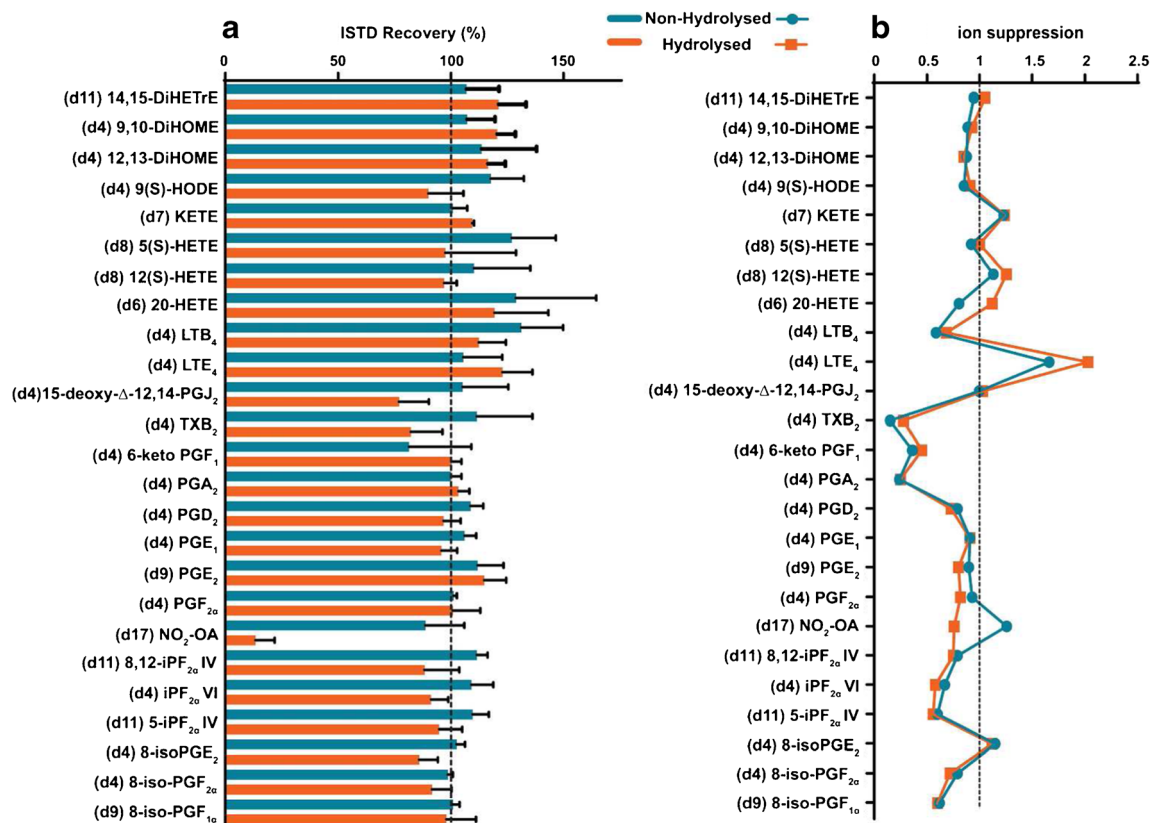 a
ISTD Recovery (%)
0 50 100 150
(d11) 14,15-DiHETrE
(d4) 9,10-DiHOME
(d4) 12,13-DiHOME
(d4) 9(S)-HODE
(d7) KETE
(d8) 5(S)-HETE
(d8) 12(S)-HETE
(d6) 20-HETE
(d4) LTB4
(d4) LTE4
(d4)15-deoxy-Δ-12,14-PGJ2
(d4) TXB2
(d4) 6-keto PGF1
(d4) PGA2
(d4) PGD2
(d4) PGE1
(d9) PGE2
(d4) PGF2α
(d17) NO2-OA
(d11) 8,12-iPF2α IV
(d4) iPF2α VI
(d11) 5-iPF2α IV
(d4) 8-isoPGE2
(d4) 8-iso-PGF2α
(d9) 8-iso-PGF1α
Non-Hydrolysed
Hydrolysed
b
ion suppression
0 0.5 1 1.5 2 2.5
(d11) 14,15-DiHETrE
(d4) 9,10-DiHOME
(d4) 12,13-DiHOME
(d4) 9(S)-HODE
(d7) KETE
(d8) 5(S)-HETE
(d8) 12(S)-HETE
(d6) 20-HETE
(d4) LTB4
(d4) LTE4
(d4) 15-deoxy-Δ-12,14-PGJ2
(d4) TXB2
(d4) 6-keto PGF1
(d4) PGA2
(d4) PGD2
(d4) PGE1
(d9) PGE2
(d4) PGF2α
(d17) NO2-OA
(d11) 8,12-iPF2α IV
(d4) iPF2α VI
(d11) 5-iPF2α IV
(d4) 8-isoPGE2
(d4) 8-iso-PGF2α
(d9) 8-iso-PGF1α